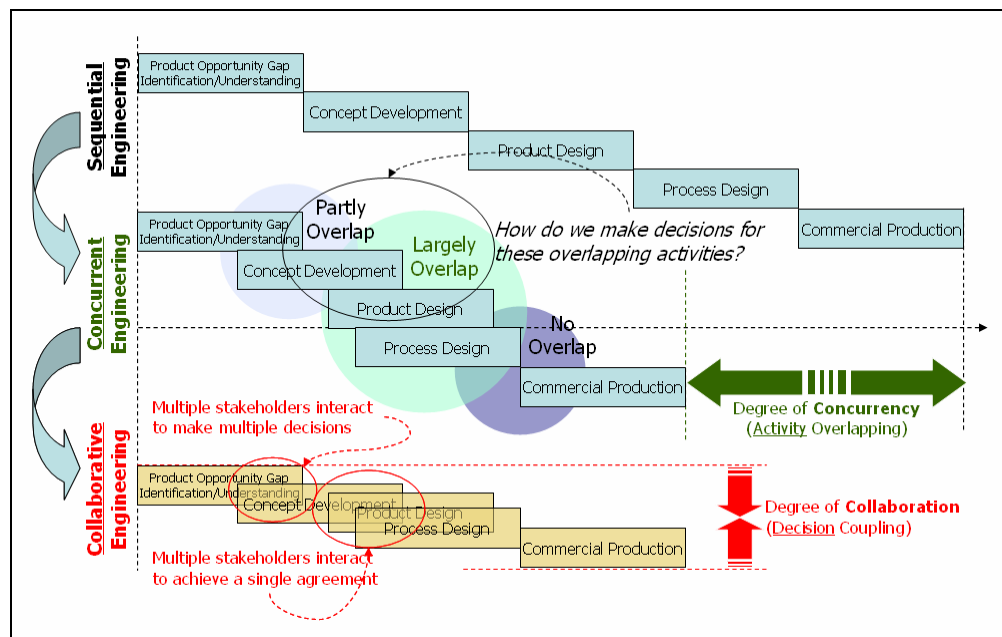 Sequential
Engineering
Product Opportunity Gap
Identification/Understanding
Concept Development
Product Design
Process Design
Commercial Production
Concurrent
Engineering
Product Opportunity Gap
Identification/Understanding
Partly
Overlap
Concept Development
Largely
Overlap
How do we make decisions for
these overlapping activities?
Product Design
Process Design
No
Overlap
Commercial Production
Degree of Concurrency
(Activity Overlapping)
Collaborative
Engineering
Multiple stakeholders interact
to make multiple decisions
Product Opportunity Gap
Identification/Understanding
Concept Development
Product Design
Process Design
Commercial Production
Degree of Collaboration
(Decision Coupling)
Multiple stakeholders interact
to achieve a single agreement